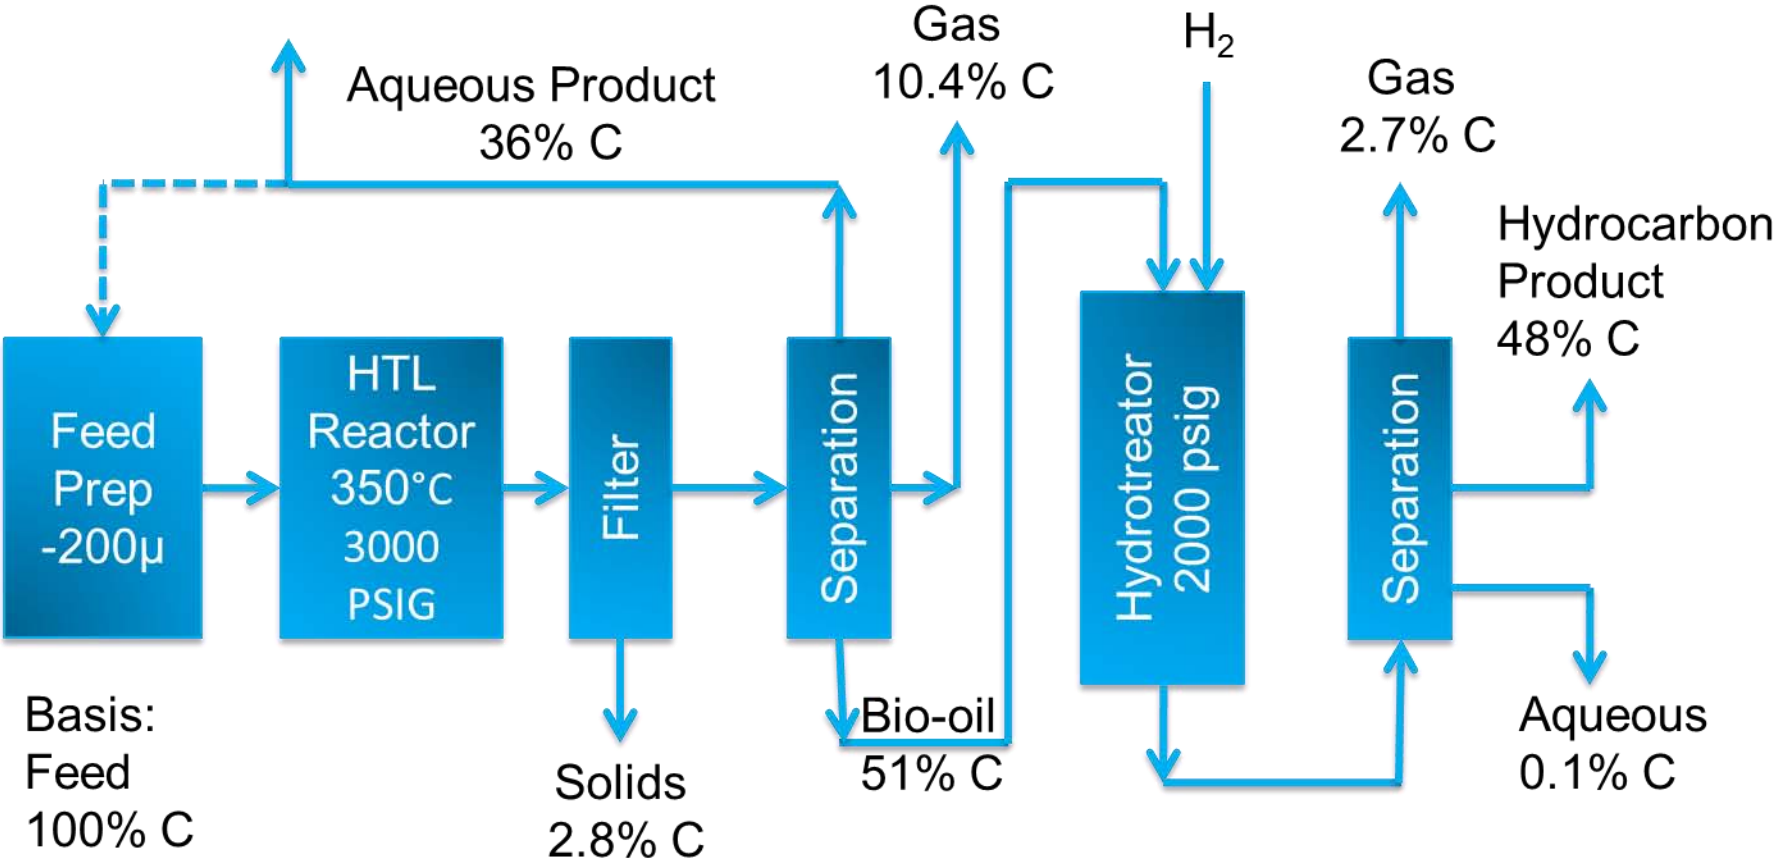 Aqueous Product
36% C
Gas
10.4% C
H₂
Gas
2.7% C
Hydrocarbon
Product
48% C
Feed
Prep
-200µ
HTL
Reactor
350°C
3000
PSIG
Filter
Separation
Hydrotreator
2000 psig
Separation
Basis:
Feed
100% C
Solids
2.8% C
Bio-oil
51% C
Aqueous
0.1% C